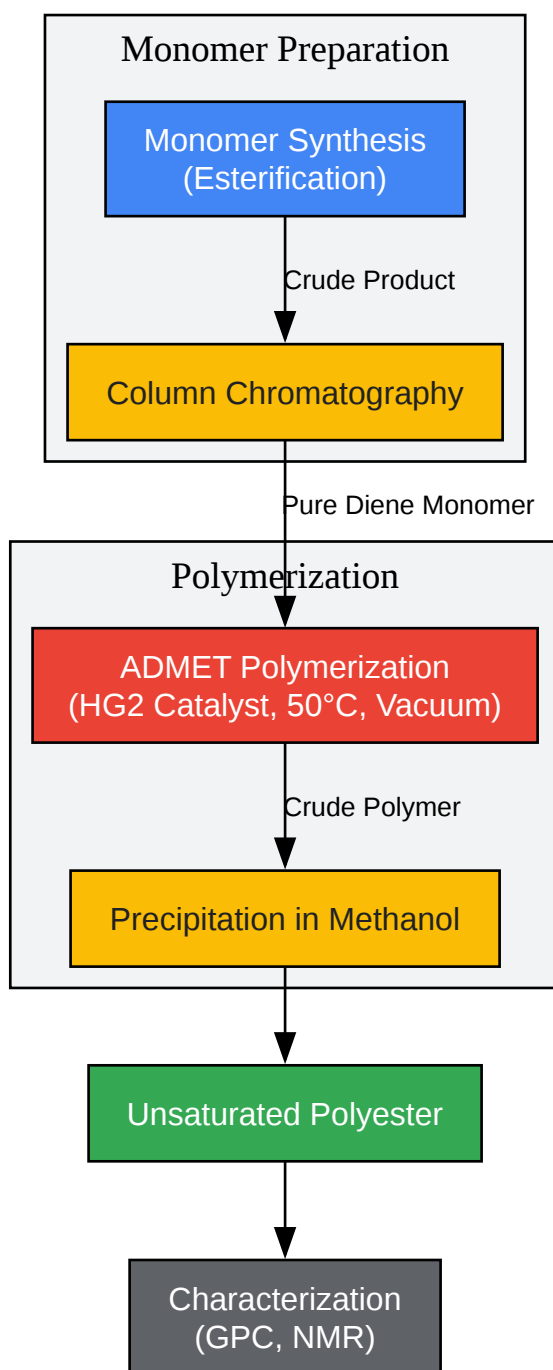 Monomer Preparation
Monomer Synthesis
(Esterification)
Crude Product
Column Chromatography
Pure Diene Monomer
Polymerization
ADMET Polymerization
(HG2 Catalyst, 50°C, Vacuum)
Crude Polymer
Precipitation in Methanol
Unsaturated Polyester
Characterization
(GPC, NMR)